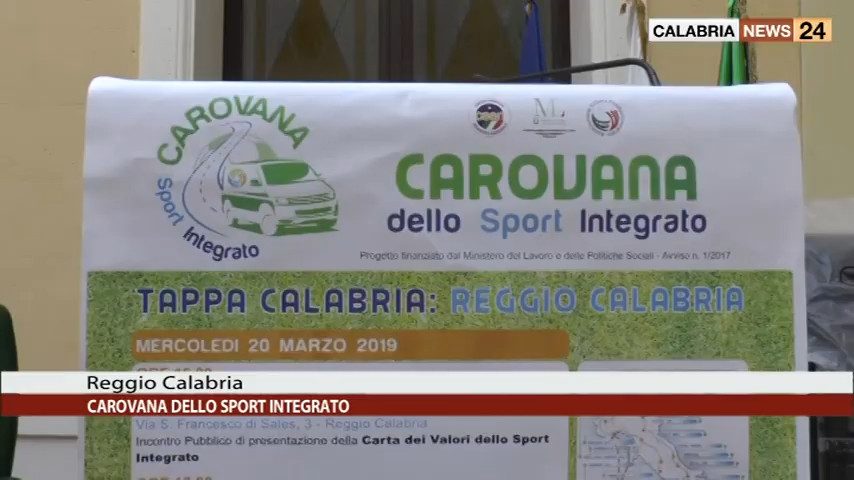 CALABRIA NEWS 24
CAROVANA
Sport Integrato
CAROVANA
dello Sport Integrato
Progetto finanziato dal Ministero del Lavoro e delle Politiche Sociali - Avviso n. 1/2017
TAPPA CALABRIA: REGGIO CALABRIA
MERCOLEDI 20 MARZO 2019
Reggio Calabria
CAROVANA DELLO SPORT INTEGRATO
Via S. Francesco di Sales, 3 - Reggio Calabria
Incontro Pubblico di presentazione della Carta dei Valori dello Sport
Integrato